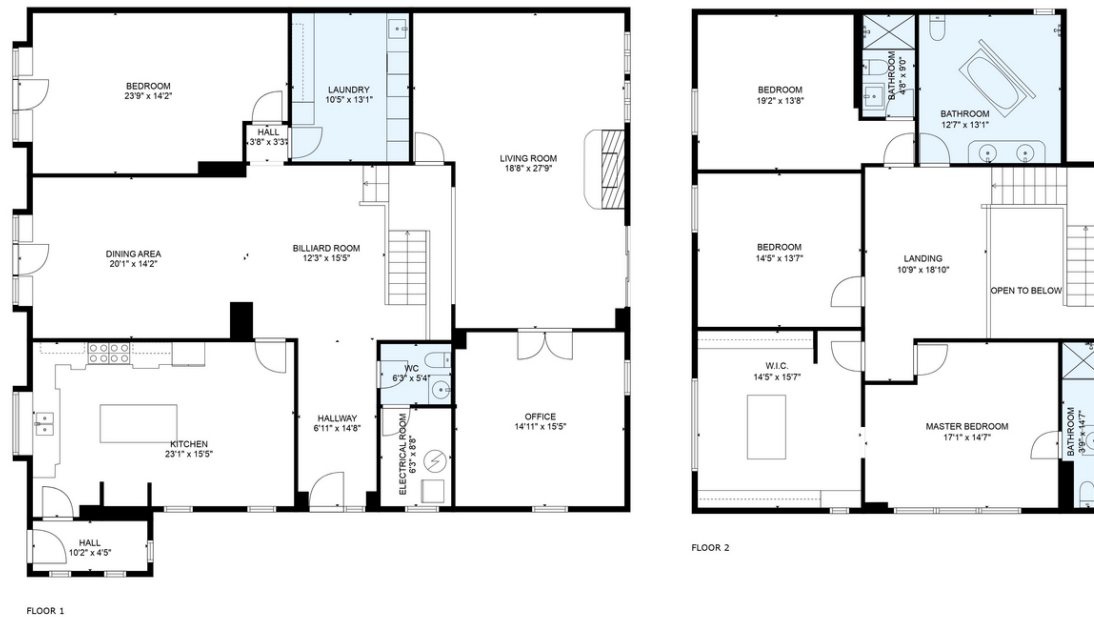 BEDROOM
23'9" x 14'2"
LAUNDRY
10'5" x 13'1"
HALL
3'8" x 3'3"
LIVING ROOM
18'8" x 27'9"
DINING AREA
20'1" x 14'2"
BILLIARD ROOM
12'3" x 15'5"
WC
6'3" x 5'4"
KITCHEN
23'1" x 15'5"
HALLWAY
6'11" x 14'8"
ELECTRICAL ROOM
6'3" x 8'8"
OFFICE
14'11" x 15'5"
HALL
10'2" x 4'5"
FLOOR 1
BEDROOM
19'2" x 13'8"
BATHROOM
4'8" x 9'0"
BATHROOM
12'7" x 13'1"
BEDROOM
14'5" x 13'7"
LANDING
10'9" x 18'10"
OPEN TO BELOW
W.I.C.
14'5" x 15'7"
MASTER BEDROOM
17'1" x 14'7"
BATHROOM
3'9" x 14'7"
FLOOR 2